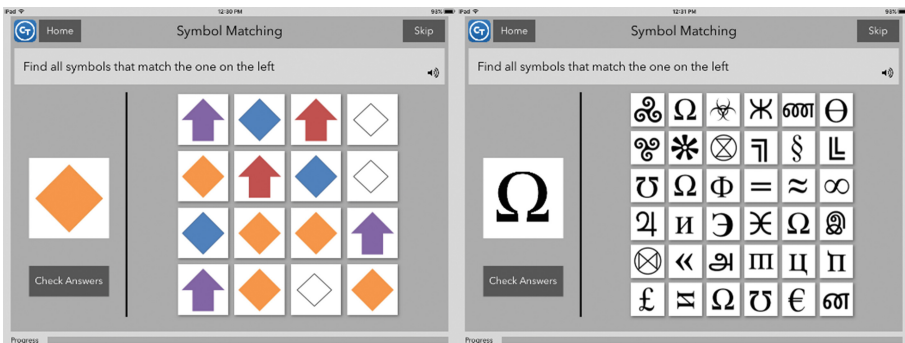 iPad 12:30 PM 93%
CT Home Symbol Matching Skip
Find all symbols that match the one on the left
Check Answers
Progress
iPad 12:31 PM 93%
CT Home Symbol Matching Skip
Find all symbols that match the one on the left
Ω
Check Answers
Ω Ж ண Ѳ
§
Ʊ Ω Ф = ≈ ∞
И Э Ӿ Ω இ
« அ Ш Ц П
£ Ω Ʊ € ன
Progress